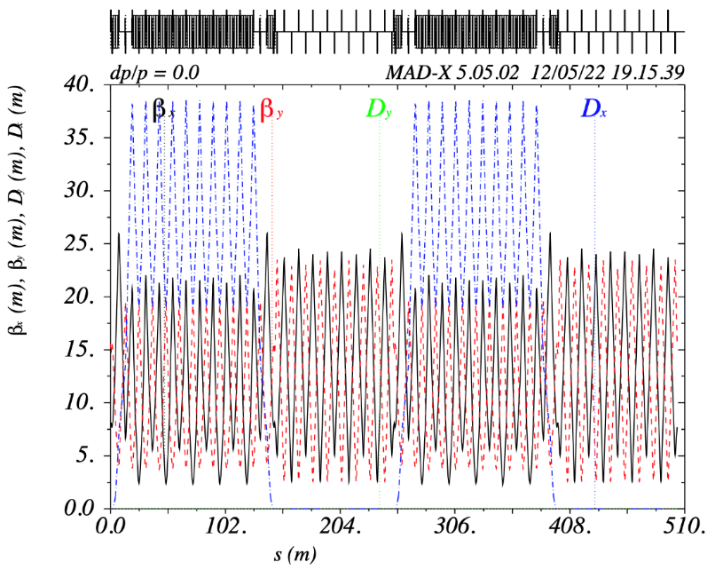 dp/p = 0.0 MAD-X 5.05.02 12/05/22 19.15.39
40.
βx βy Dy Dx
35.
30.
25.
20.
15.
10.
5.
0.0
0.0 102. 204. 306. 408. 510.
s (m)
βx (m), βy (m), Dy (m), Dx (m)